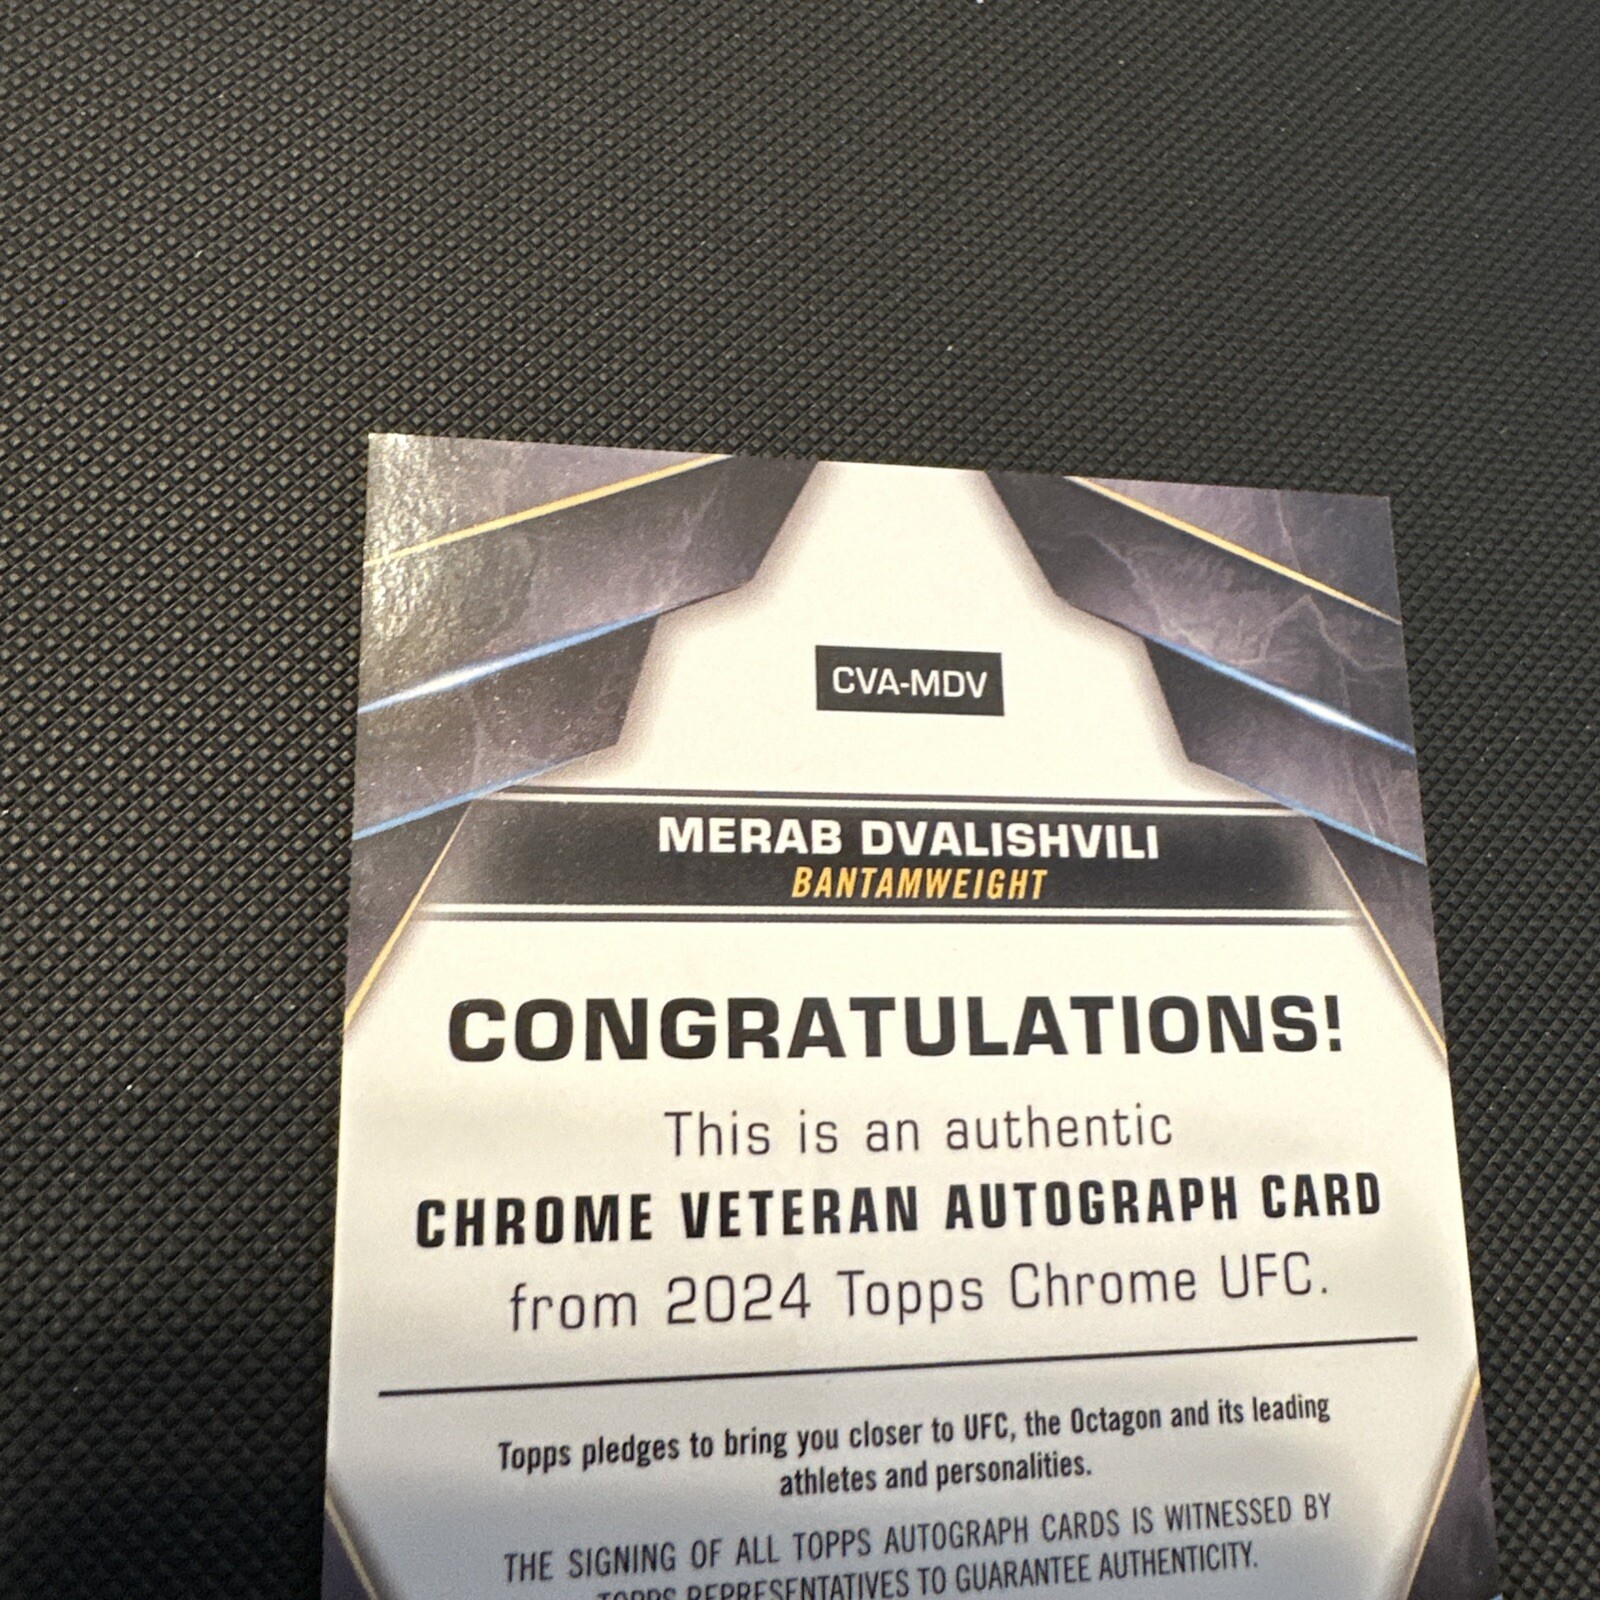 CVA-MDV
MERAB DVALISHVILI
BANTAMWEIGHT
CONGRATULATIONS!
This is an authentic
CHROME VETERAN AUTOGRAPH CARD
from 2024 Topps Chrome UFC.
Topps pledges to bring you closer to UFC, the Octagon and its leading
athletes and personalities.
THE SIGNING OF ALL TOPPS AUTOGRAPH CARDS IS WITNESSED BY
TOPPS REPRESENTATIVES TO GUARANTEE AUTHENTICITY.